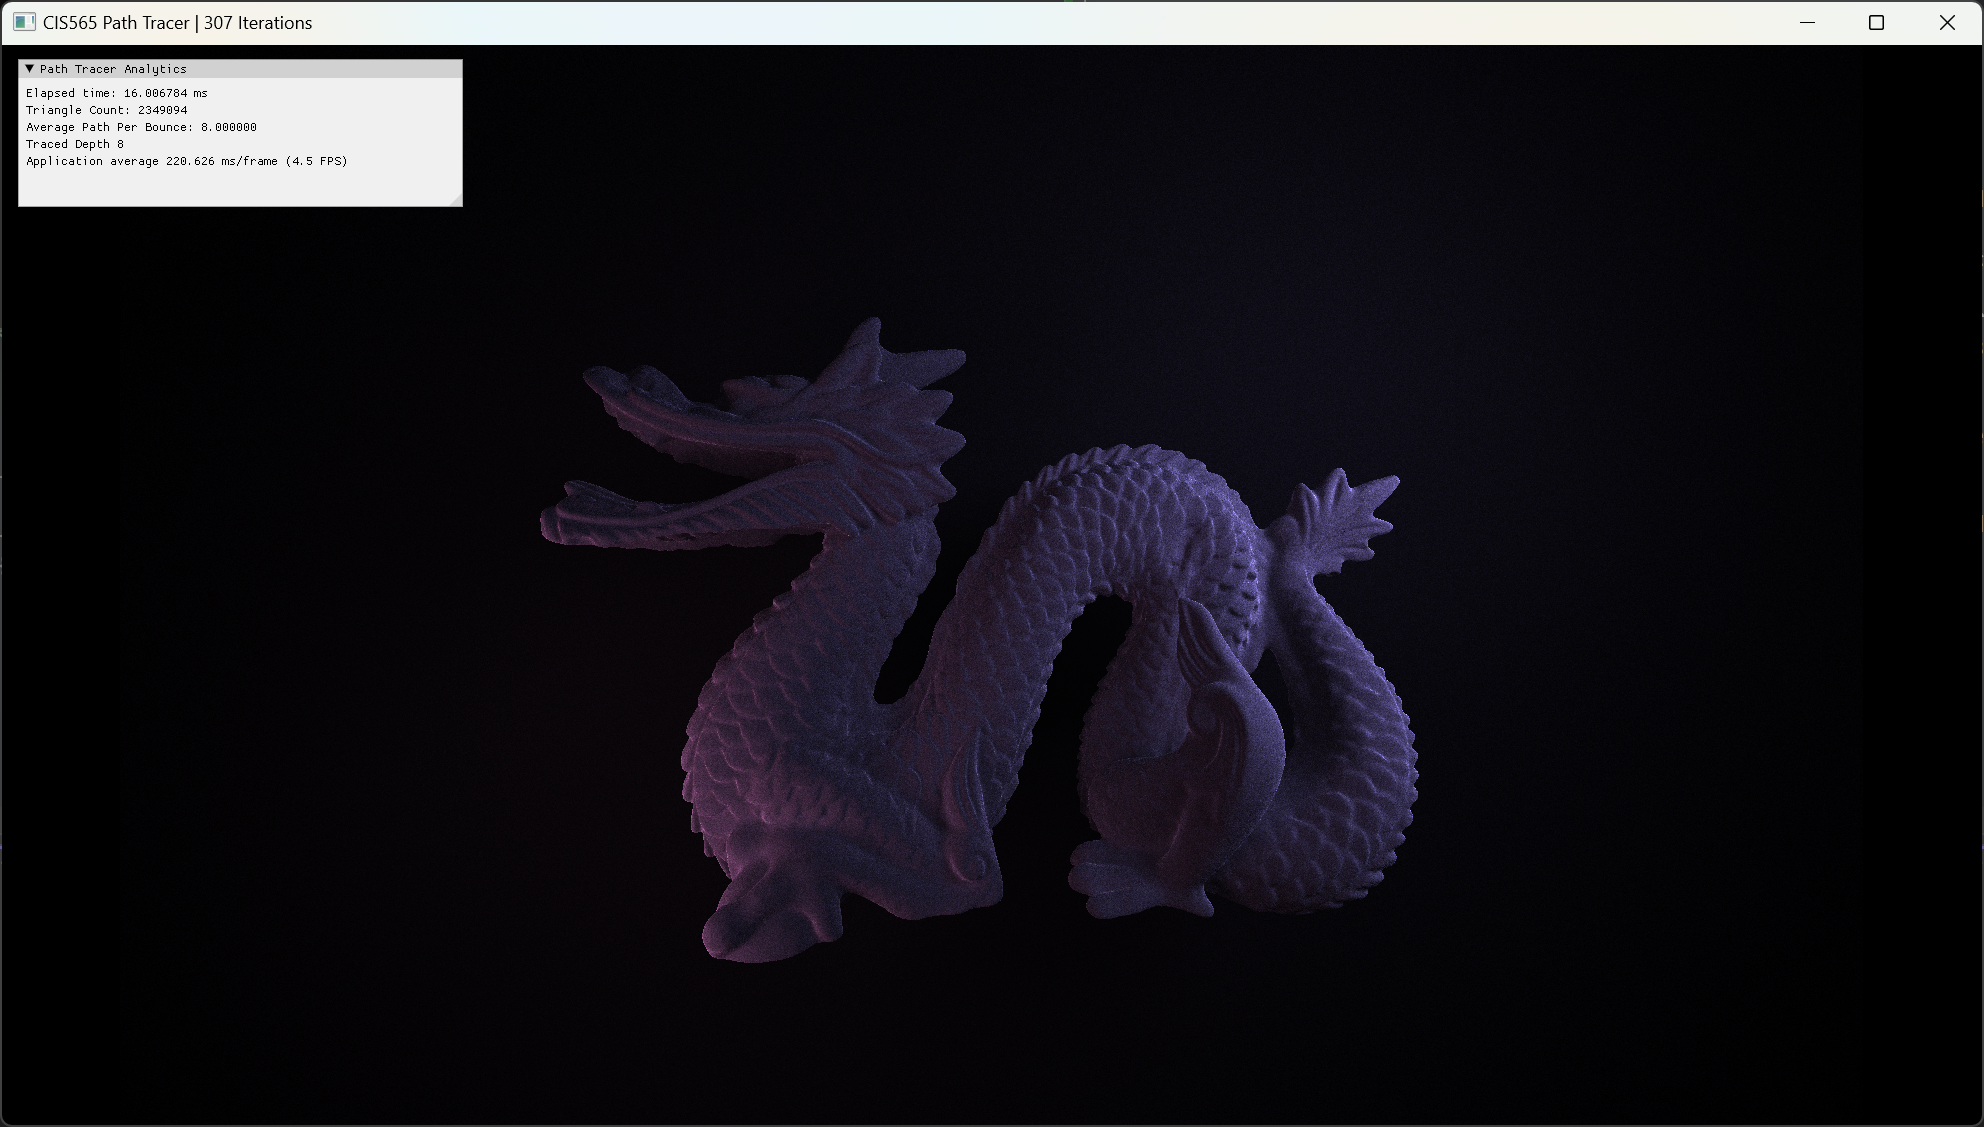 CIS565 Path Tracer | 307 Iterations
Path Tracer Analytics
Elapsed time: 16.006784 ms
Triangle Count: 2349094
Average Path Per Bounce: 8.000000
Traced Depth 8
Application average 220.626 ms/frame (4.5 FPS)